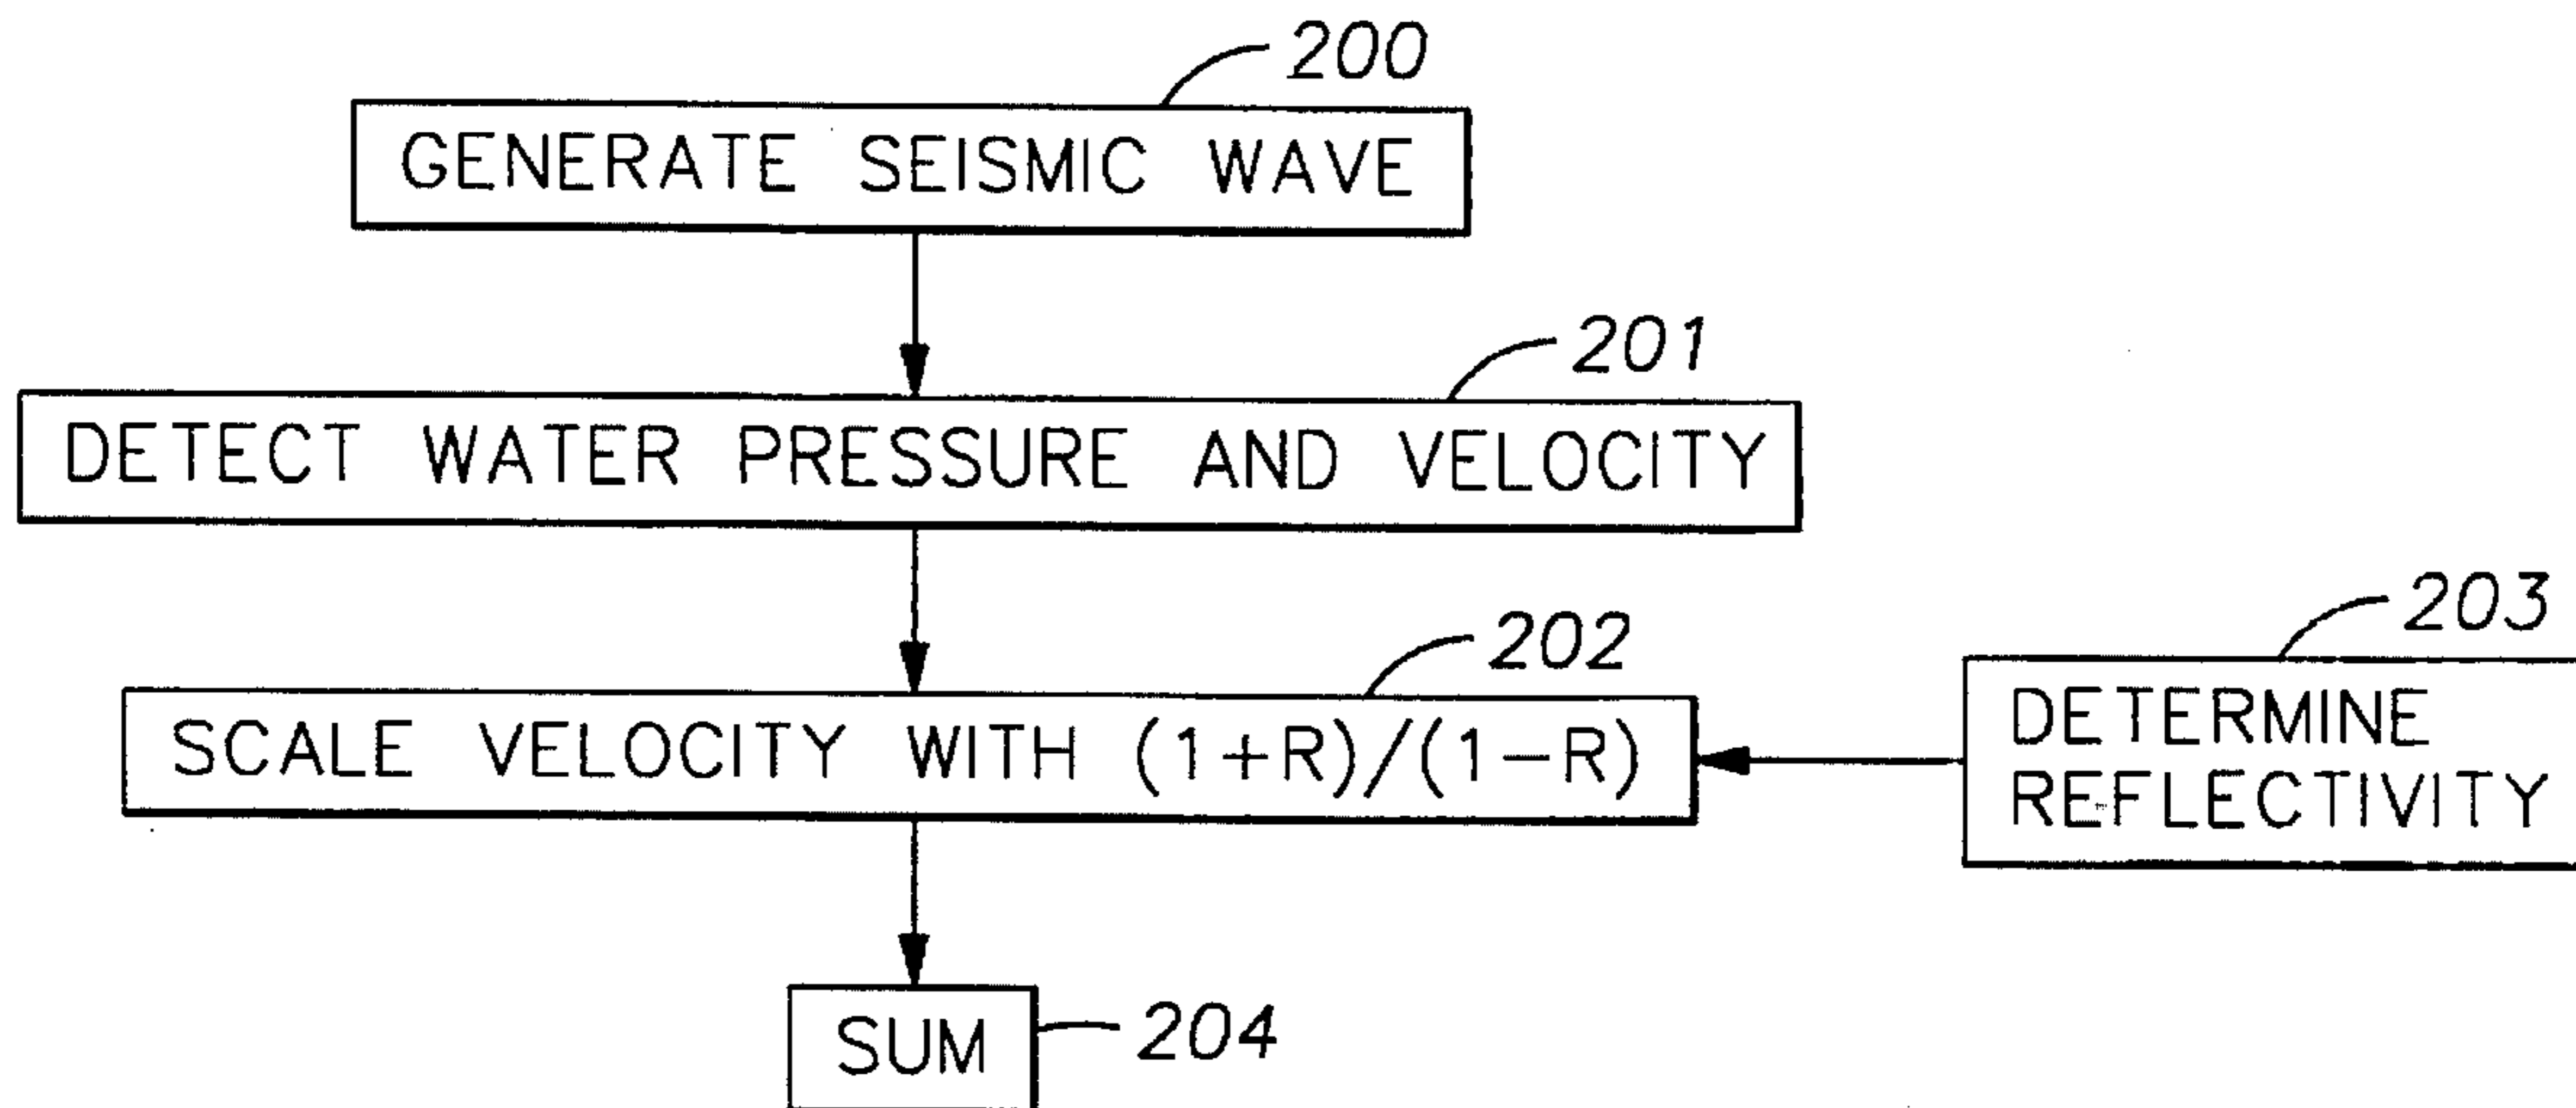 200
GENERATE SEISMIC WAVE
201
DETECT WATER PRESSURE AND VELOCITY
202
SCALE VELOCITY WITH (1+R)/(1-R)
203
DETERMINE
REFLECTIVITY
SUM
204